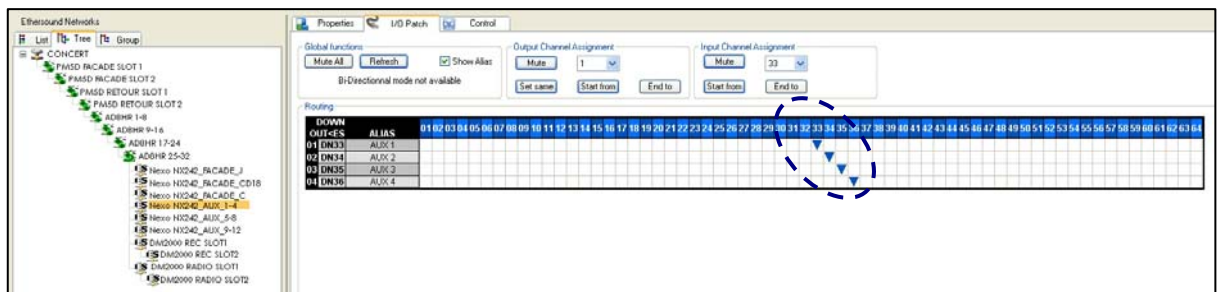 Ethersound Networks
List Tree Group
CONCERT
PM5D FACADE SLOT 1
PM5D FACADE SLOT 2
PM5D RETOUR SLOT 1
PM5D RETOUR SLOT 2
AD8HR 1-8
AD8HR 9-16
AD8HR 17-24
AD8HR 25-32
Nexo NX242_FACADE_J
Nexo NX242_FACADE_CD18
Nexo NX242_FACADE_C
Nexo NX242_AUX_1-4
Nexo NX242_AUX_5-8
Nexo NX242_AUX_9-12
DM2000 REC SLOT1
DM2000 REC SLOT2
DM2000 RADIO SLOT1
DM2000 RADIO SLOT2
Properties I/O Patch Control
Global functions
Mute All Refresh Show Alias
Bi-Directionnal mode not available
Output Channel Assignment
Mute 1
Set same Start from End to
Input Channel Assignment
Mute 33
Start from End to
Routing
DOWN
OUT<ES ALIAS 01 02 03 04 05 06 07 08 09 10 11 12 13 14 15 16 17 18 19 20 21 22 23 24 25 26 27 28 29 30 31 32 33 34 35 36 37 38 39 40 41 42 43 44 45 46 47 48 49 50 51 52 53 54 55 56 57 58 59 60 61 62 63 64
01 DN33 AUX 1
02 DN34 AUX 2
03 DN35 AUX 3
04 DN36 AUX 4